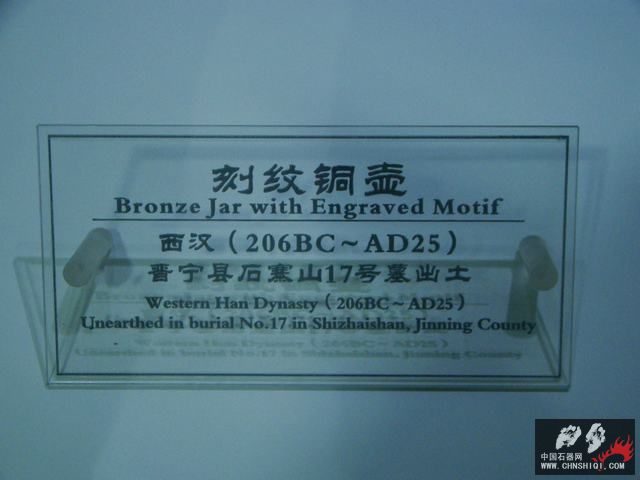 刻纹铜壶
Bronze Jar with Engraved Motif
西汉（206BC～AD25）
晋宁县石寨山17号墓出土
Western Han Dysnasty（206BC～AD25）
Unearthed in burial No.17 in Shizhaishan, Jinning County
中国石器网
WWW.CHNSHIQI.COM